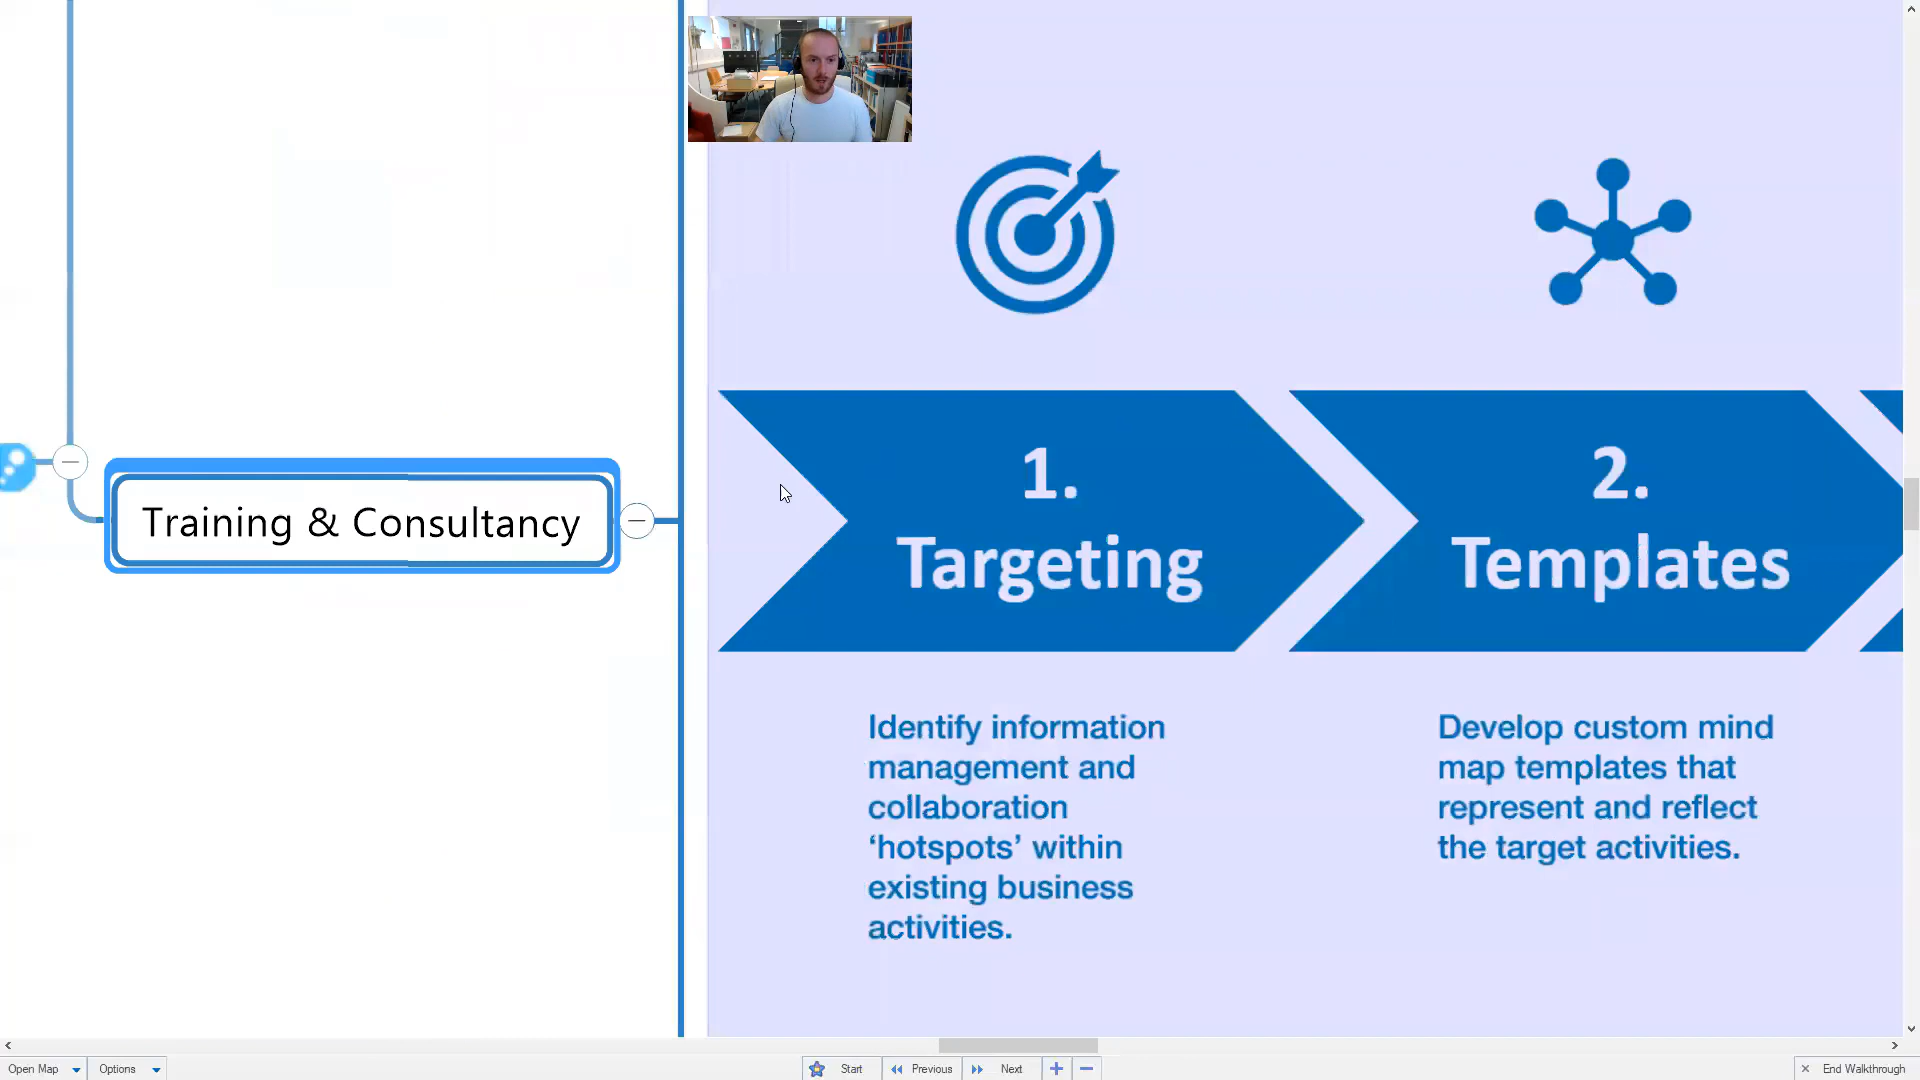 Training & Consultancy
1.
Targeting
2.
Templates
Identify information
management and
collaboration
‘hotspots’ within
existing business
activities.
Develop custom mind
map templates that
represent and reflect
the target activities.
Open Map
Options
Start
Previous
Next
End Walkthrough